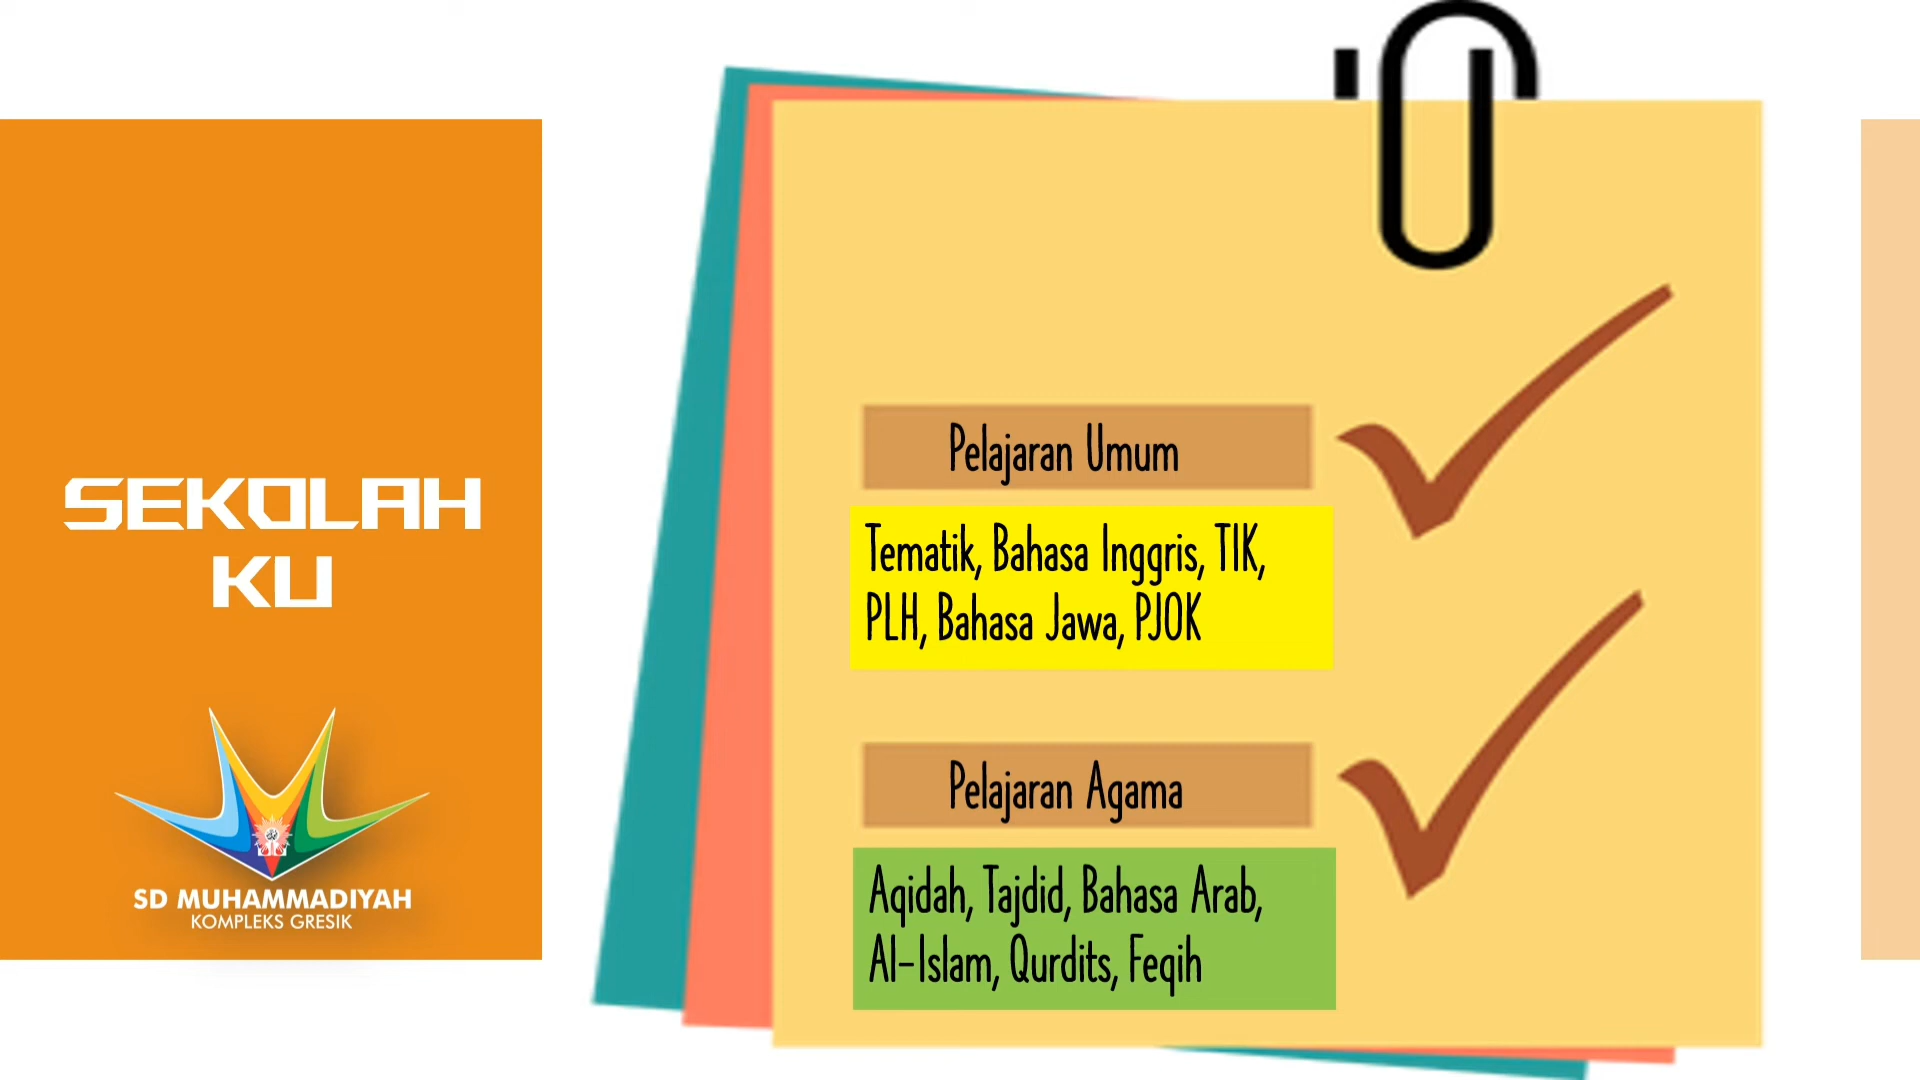 SEKOLAH
KU
SD MUHAMMADIYAH
KOMPLEKS GRESIK
Pelajaran Umum
Tematik, Bahasa Inggris, TIK,
PLH, Bahasa Jawa, PJOK
Pelajaran Agama
Aqidah, Tajdid, Bahasa Arab,
Al-Islam, Qurdits, Feqih